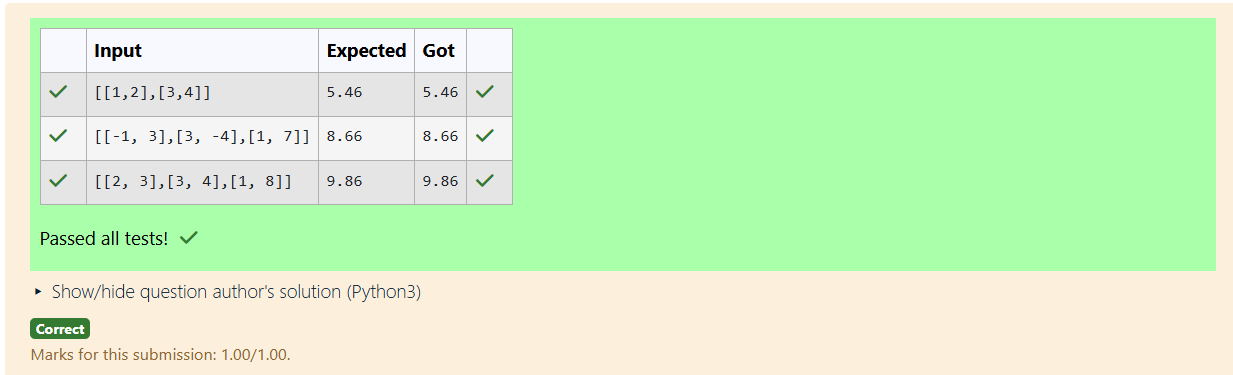 Input Expected Got
[[1,2],[3,4]] 5.46 5.46
[[-1, 3],[3, -4],[1, 7]] 8.66 8.66
[[2, 3],[3, 4],[1, 8]] 9.86 9.86
Passed all tests!
Show/hide question author's solution (Python3)
Correct
Marks for this submission: 1.00/1.00.